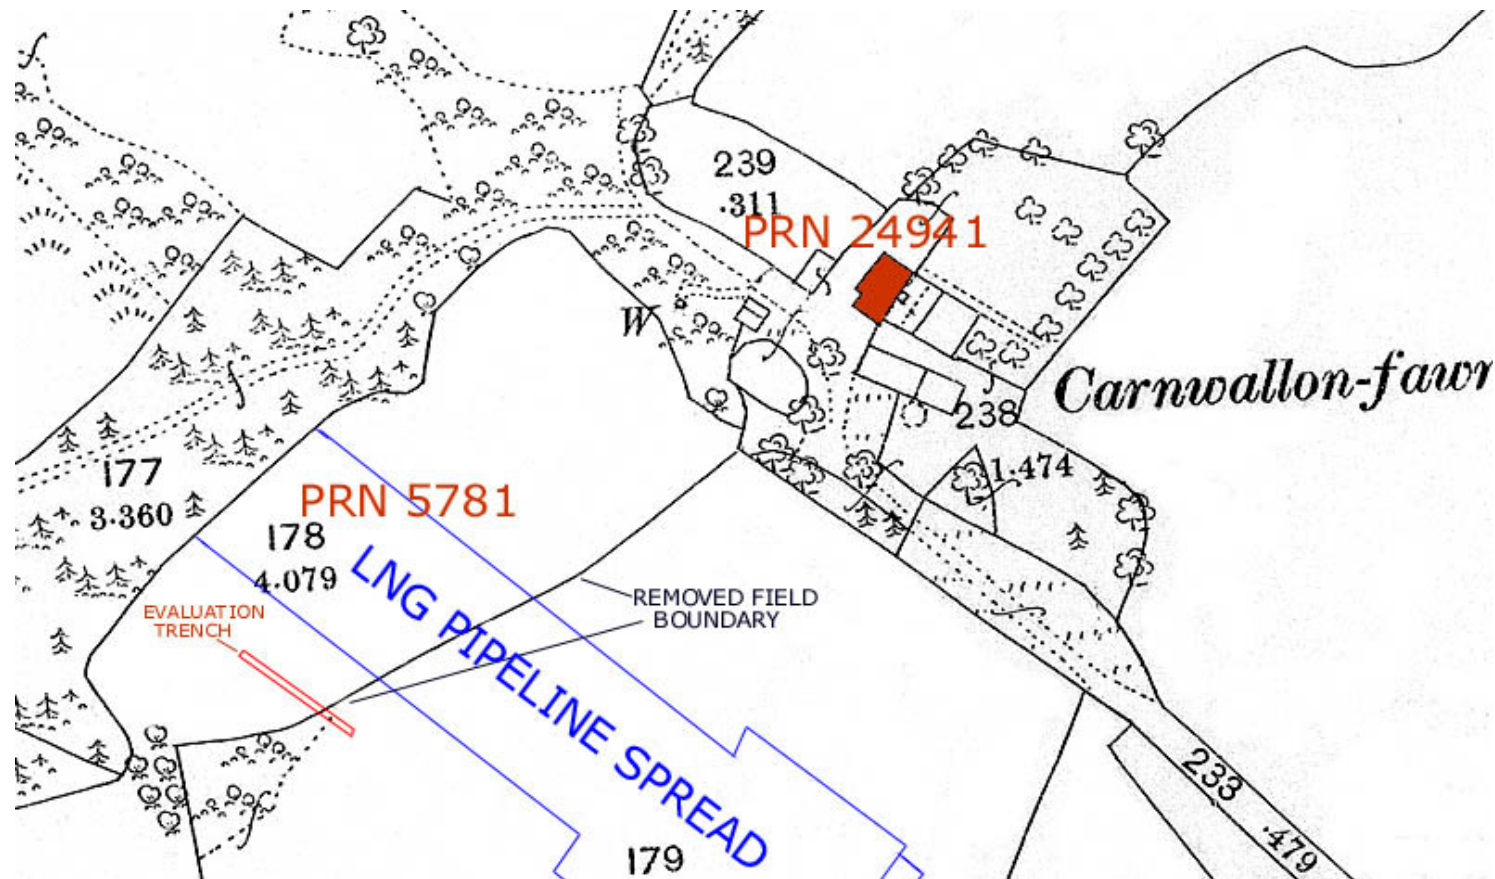 239
.311
PRN 24941
W
Carnwallon-fawr
238
1.474
177
3.360
PRN 5781
178
4.079
LNG PIPELINE SPREAD
EVALUATION
TRENCH
REMOVED FIELD
BOUNDARY
233
.479
179